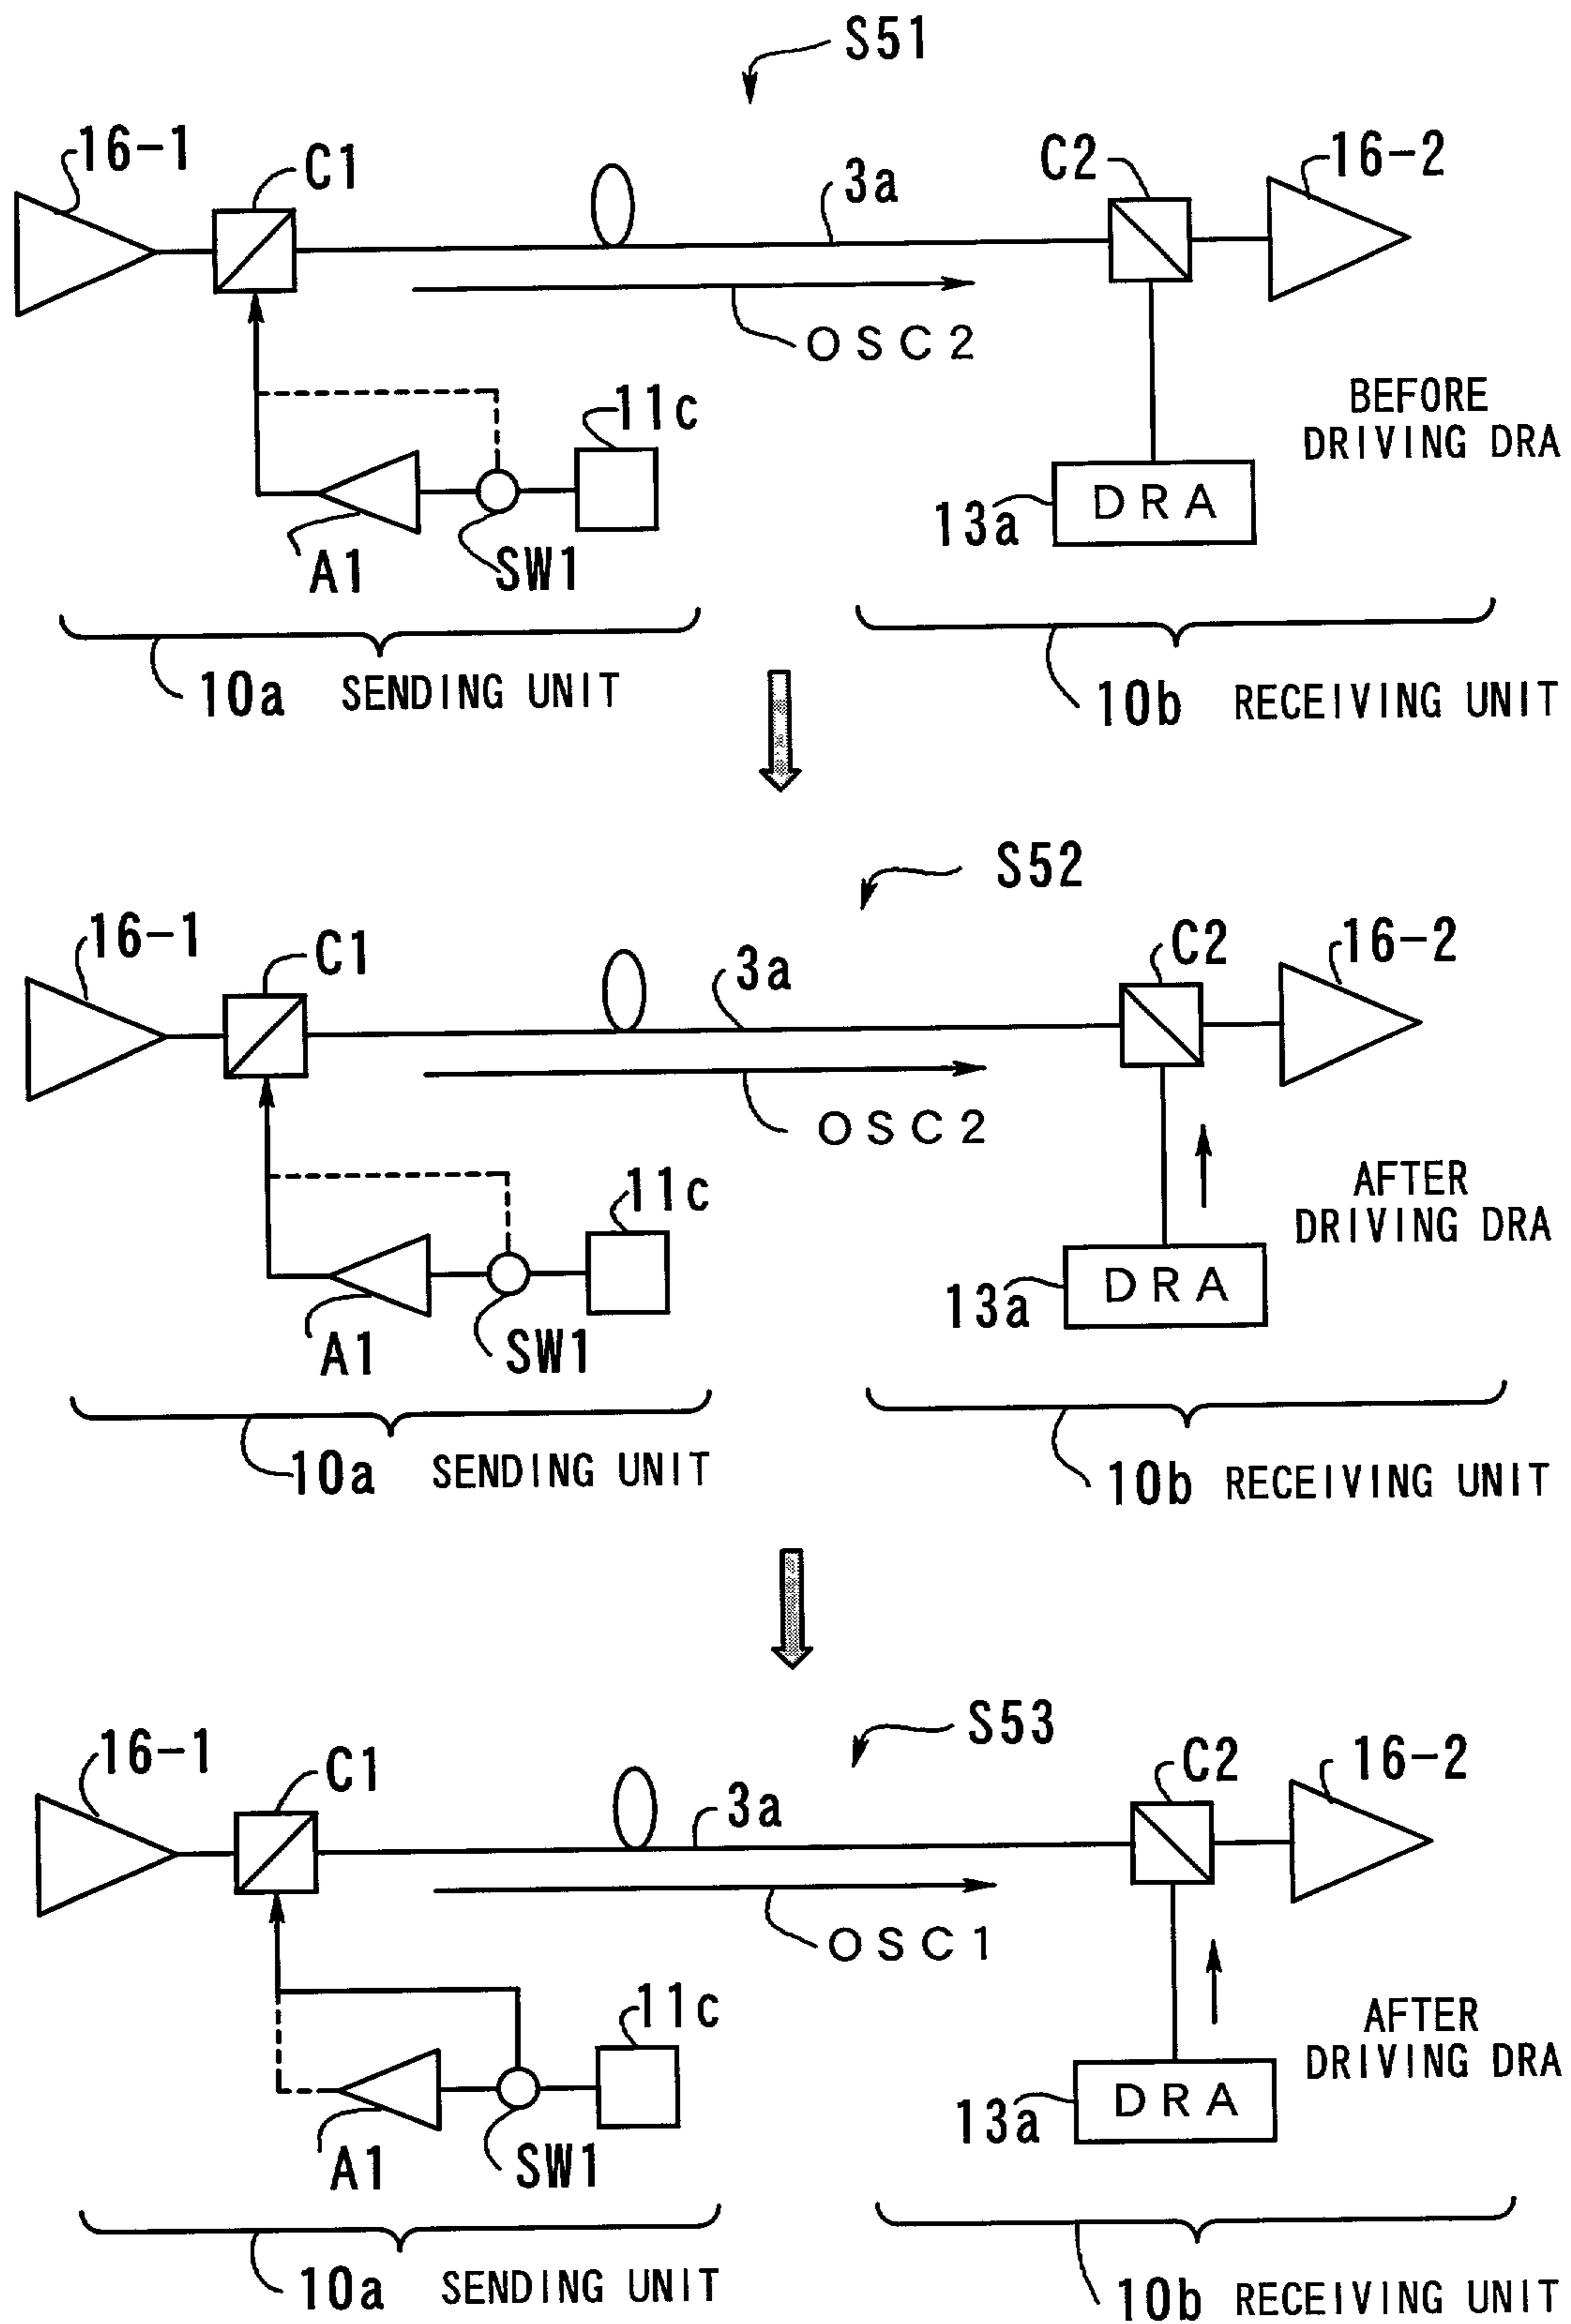 S51
16-1
C1
3a
C2
16-2
OSC2
BEFORE
DRIVING DRA
11c
13a
DRA
A1
SW1
10a SENDING UNIT
10b RECEIVING UNIT
S52
16-1
C1
3a
C2
16-2
OSC2
AFTER
DRIVING DRA
11c
13a
DRA
A1
SW1
10a SENDING UNIT
10b RECEIVING UNIT
S53
16-1
C1
3a
C2
16-2
OSC1
AFTER
DRIVING DRA
11c
13a
DRA
A1
SW1
10a SENDING UNIT
10b RECEIVING UNIT